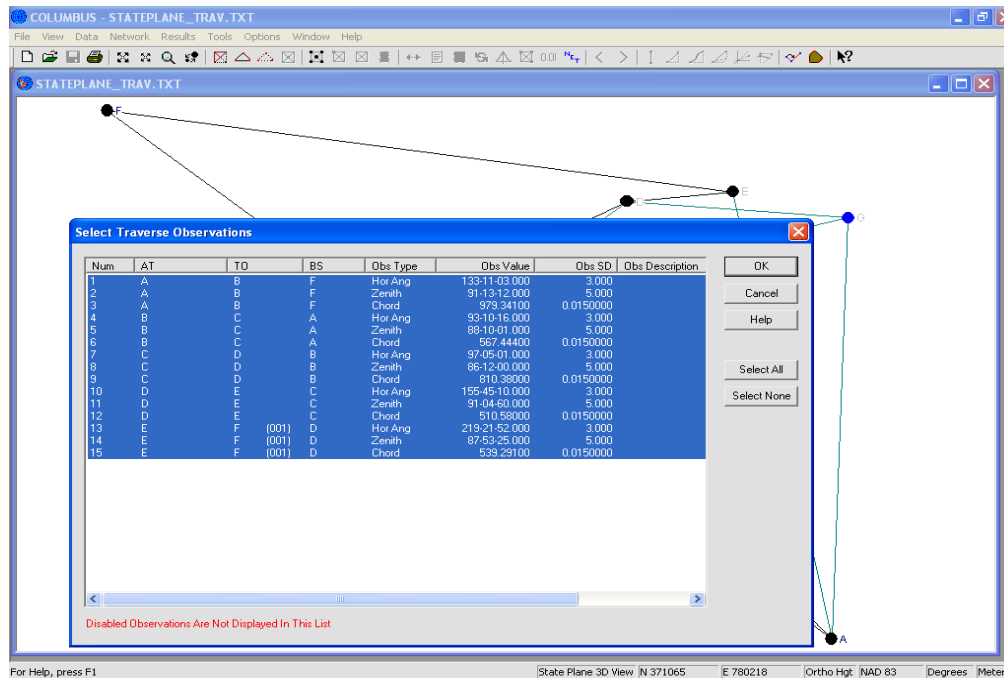 COLUMBUS - STATEPLANE_TRAV.TXT
File View Data Network Results Tools Options Window Help
0.01 N E T
STATEPLANE_TRAV.TXT
F
E
D
G
Select Traverse Observations
Num AT TO BS Obs Type Obs Value Obs SD Obs Description
1 A B F Hor Ang 133-11-03.000 3.000
2 A B F Zenith 91-13-12.000 5.000
3 A B F Chord 979.34100 0.0150000
4 B C A Hor Ang 93-10-16.000 3.000
5 B C A Zenith 88-10-01.000 5.000
6 B C A Chord 567.44400 0.0150000
7 C D B Hor Ang 97-05-01.000 3.000
8 C D B Zenith 86-12-00.000 5.000
9 C D B Chord 810.38000 0.0150000
10 D E C Hor Ang 155-45-10.000 3.000
11 D E C Zenith 91-04-60.000 5.000
12 D E C Chord 510.58000 0.0150000
13 E F (001) D Hor Ang 219-21-52.000 3.000
14 E F (001) D Zenith 87-53-25.000 5.000
15 E F (001) D Chord 539.29100 0.0150000
OK
Cancel
Help
Select All
Select None
Disabled Observations Are Not Displayed In This List
A
For Help, press F1
State Plane 3D View N 371065 E 780218 Ortho Hgt NAD 83 Degrees Meter